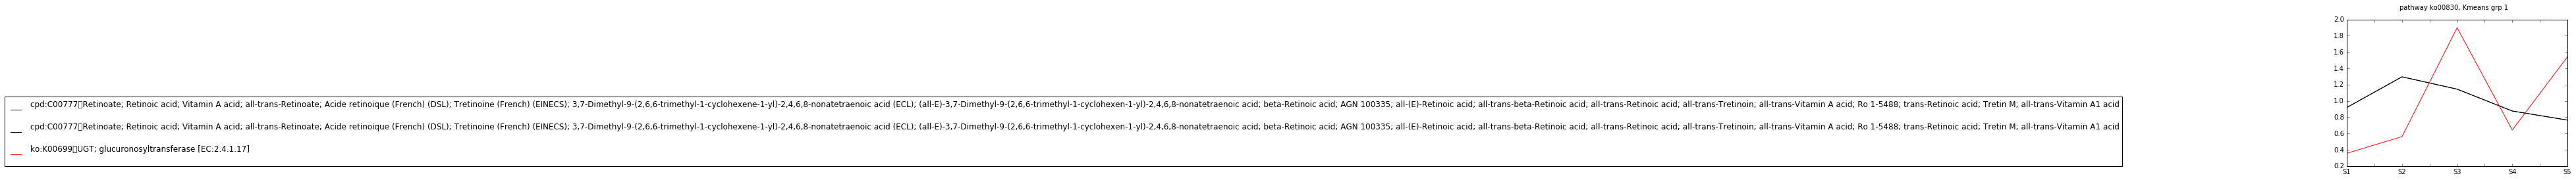 pathway ko00830, Kmeans grp 1
2.0
1.8
1.6
1.4
1.2
1.0
0.8
0.6
0.4
0.2
S1 S2 S3 S4 S5
cpd:C00777▯Retinoate; Retinoic acid; Vitamin A acid; all-trans-Retinoate; Acide retinoique (French) (DSL); Tretinoine (French) (EINECS); 3,7-Dimethyl-9-(2,6,6-trimethyl-1-cyclohexene-1-yl)-2,4,6,8-nonatetraenoic acid (ECL); (all-E)-3,7-Dimethyl-9-(2,6,6-trimethyl-1-cyclohexen-1-yl)-2,4,6,8-nonatetraenoic acid; beta-Retinoic acid; AGN 100335; all-(E)-Retinoic acid; all-trans-beta-Retinoic acid; all-trans-Retinoic acid; all-trans-Tretinoin; all-trans-Vitamin A acid; Ro 1-5488; trans-Retinoic acid; Tretin M; all-trans-Vitamin A1 acid
cpd:C00777▯Retinoate; Retinoic acid; Vitamin A acid; all-trans-Retinoate; Acide retinoique (French) (DSL); Tretinoine (French) (EINECS); 3,7-Dimethyl-9-(2,6,6-trimethyl-1-cyclohexene-1-yl)-2,4,6,8-nonatetraenoic acid (ECL); (all-E)-3,7-Dimethyl-9-(2,6,6-trimethyl-1-cyclohexen-1-yl)-2,4,6,8-nonatetraenoic acid; beta-Retinoic acid; AGN 100335; all-(E)-Retinoic acid; all-trans-beta-Retinoic acid; all-trans-Retinoic acid; all-trans-Tretinoin; all-trans-Vitamin A acid; Ro 1-5488; trans-Retinoic acid; Tretin M; all-trans-Vitamin A1 acid
ko:K00699▯UGT; glucuronosyltransferase [EC:2.4.1.17]